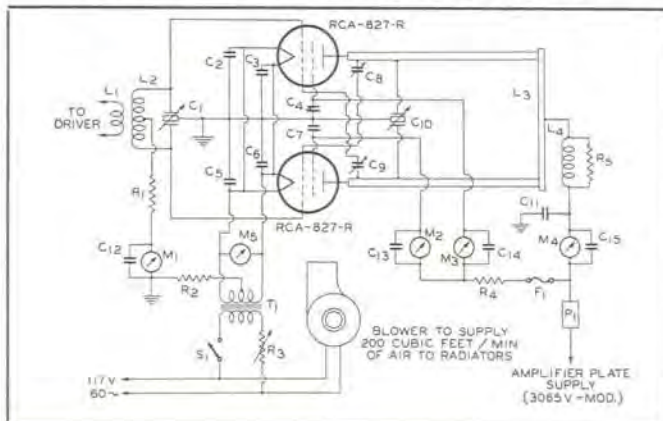 RCA-827-R
C2
C3
C8
L1
L2
L3
TO
DRIVER
C1
C4
C7
C10
L4
R5
C5
C6
C9
R1
C11
RCA-827-R
C12
M1
M5
M2
M3
M4
C13
C14
C15
R2
R4
F1
T1
P1
S1
R3
BLOWER TO SUPPLY
200 CUBIC FEET / MIN
OF AIR TO RADIATORS
117 V
60~
AMPLIFIER PLATE
SUPPLY
(3065 V-MOD.)